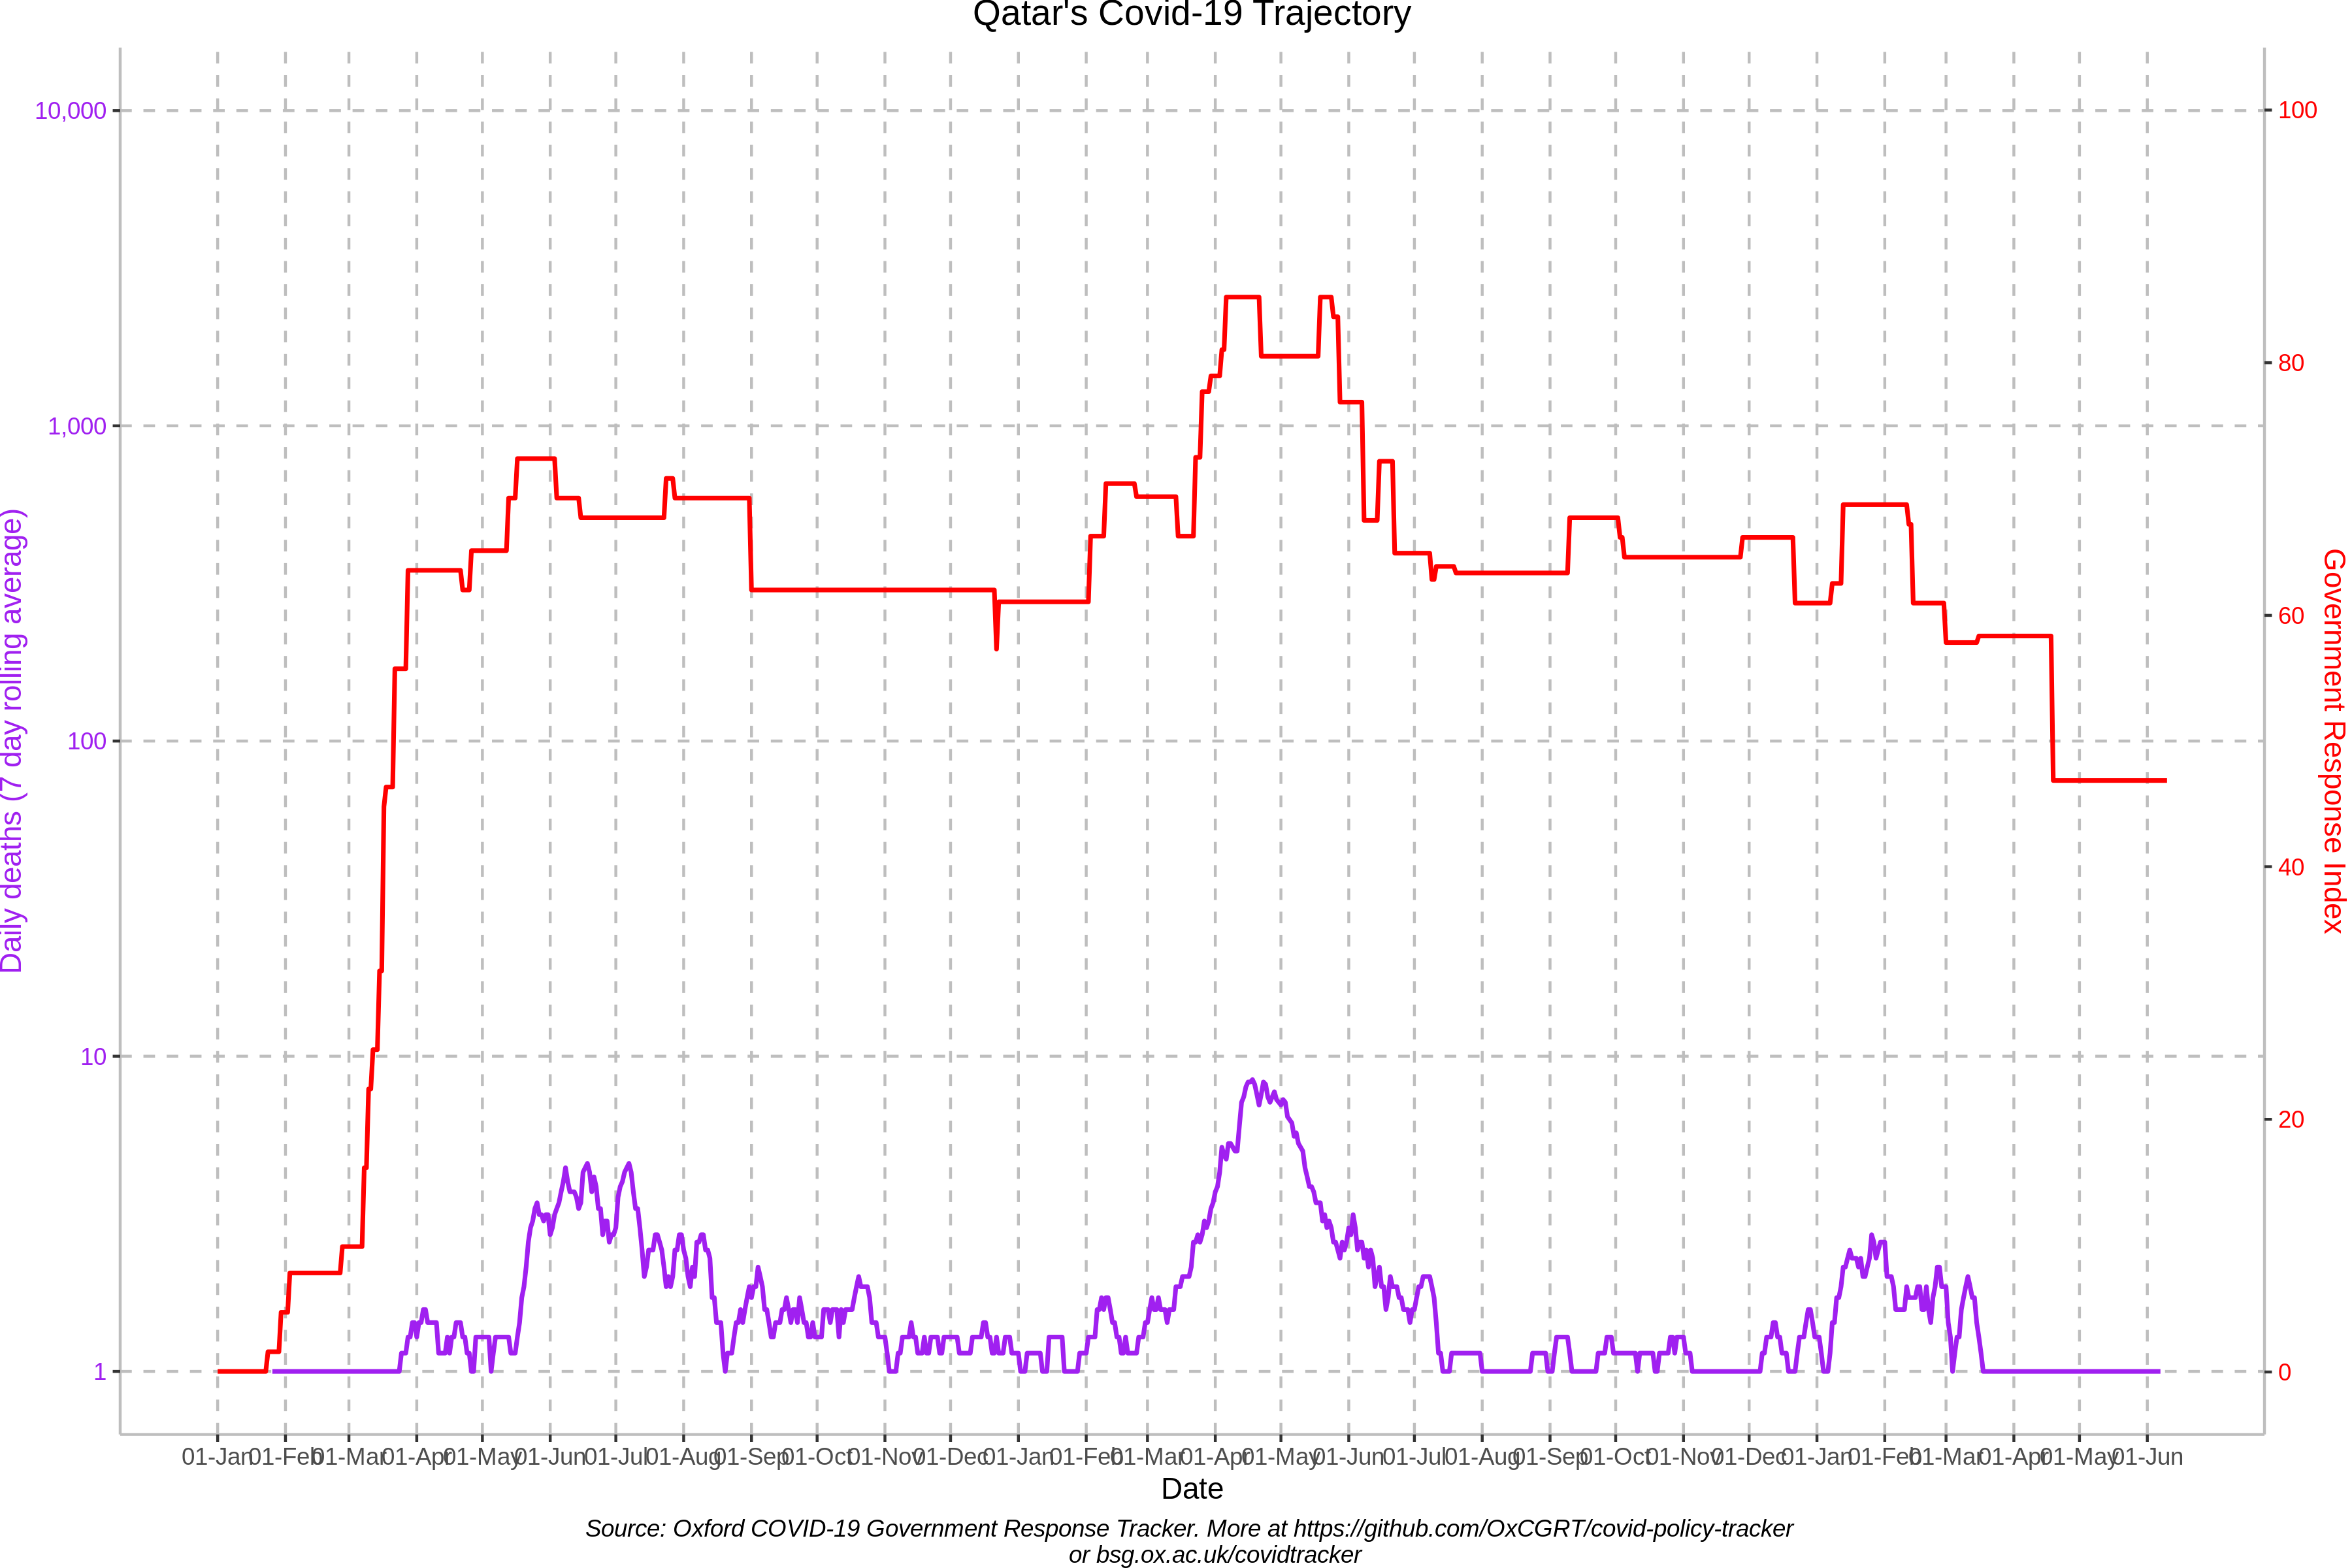 Qatar's Covid-19 Trajectory
10,000
1,000
100
10
1
Daily deaths (7 day rolling average)
100
80
60
40
20
0
Government Response Index
01-Jan 01-Feb 01-Mar 01-Apr 01-May 01-Jun 01-Jul 01-Aug 01-Sep 01-Oct 01-Nov 01-Dec 01-Jan 01-Feb 01-Mar 01-Apr 01-May 01-Jun 01-Jul 01-Aug 01-Sep 01-Oct 01-Nov 01-Dec 01-Jan 01-Feb 01-Mar 01-Apr 01-May 01-Jun
Date
Source: Oxford COVID-19 Government Response Tracker. More at https://github.com/OxCGRT/covid-policy-tracker
or bsg.ox.ac.uk/covidtracker